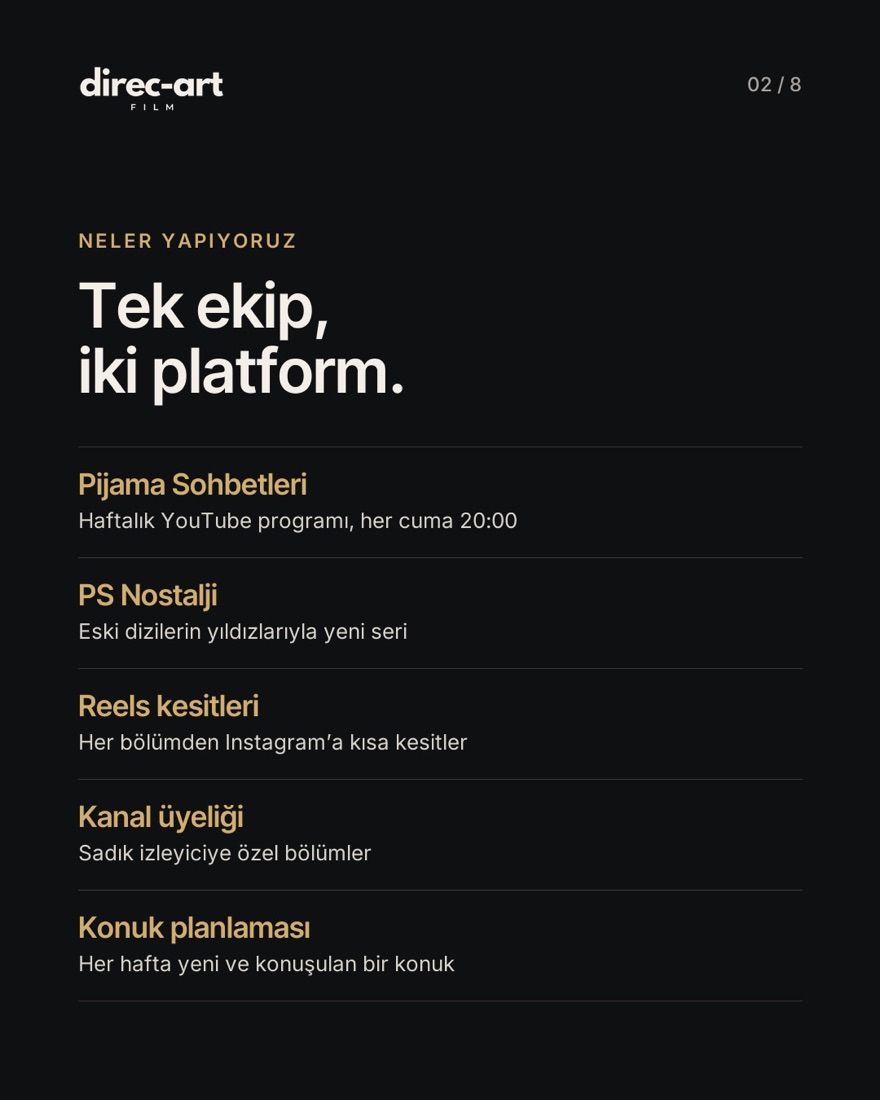 direc-art
FILM
02 / 8
NELER YAPIYORUZ
Tek ekip,
iki platform.
Pijama Sohbetleri
Haftalık YouTube programı, her cuma 20:00
PS Nostalji
Eski dizilerin yıldızlarıyla yeni seri
Reels kesitleri
Her bölümden Instagram’a kısa kesitler
Kanal üyeliği
Sadık izleyiciye özel bölümler
Konuk planlaması
Her hafta yeni ve konuşulan bir konuk